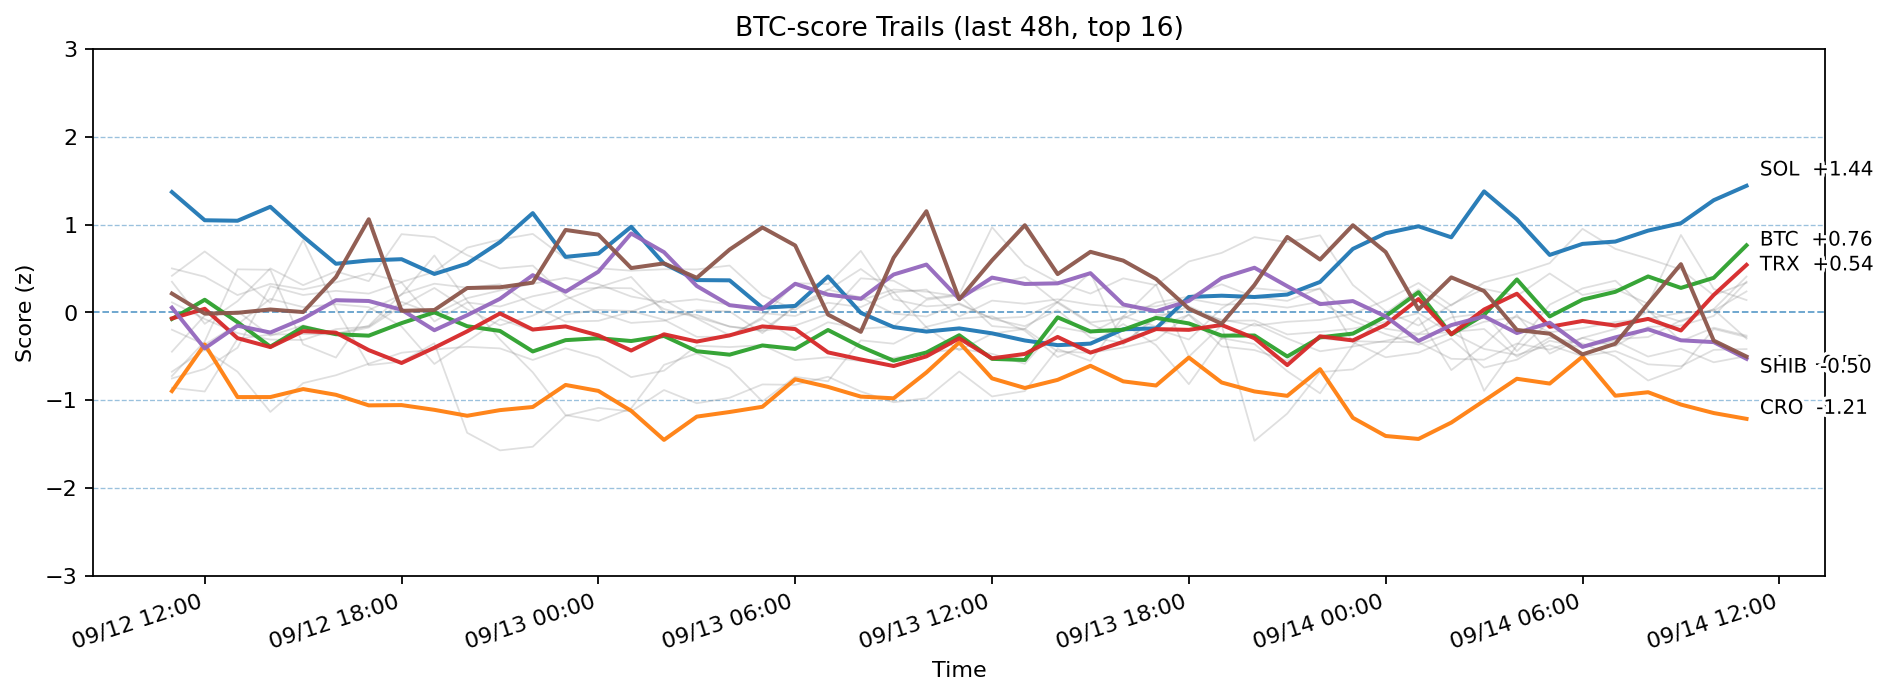 BTC-score Trails (last 48h, top 16)
Score (z)
3
2
1
0
−1
−2
−3
SOL +1.44
BTC +0.76
TRX +0.54
SHIB -0.50
CRO -1.21
09/12 12:00
09/12 18:00
09/13 00:00
09/13 06:00
09/13 12:00
09/13 18:00
09/14 00:00
09/14 06:00
09/14 12:00
Time